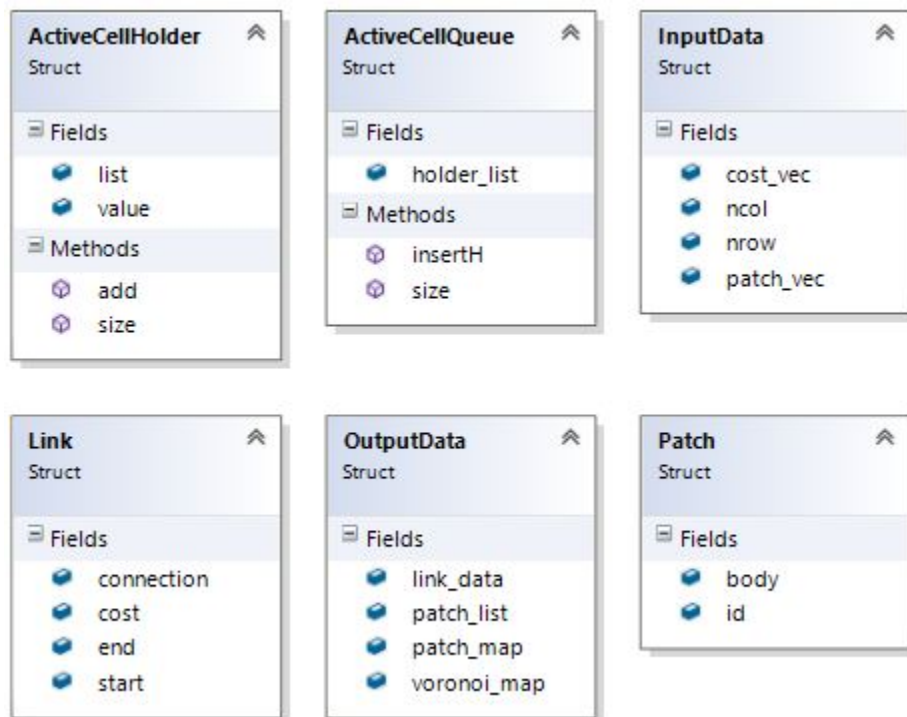 ActiveCellHolder
Struct
Fields
list
value
Methods
add
size
ActiveCellQueue
Struct
Fields
holder_list
Methods
insertH
size
InputData
Struct
Fields
cost_vec
ncol
nrow
patch_vec
Link
Struct
Fields
connection
cost
end
start
OutputData
Struct
Fields
link_data
patch_list
patch_map
voronoi_map
Patch
Struct
Fields
body
id